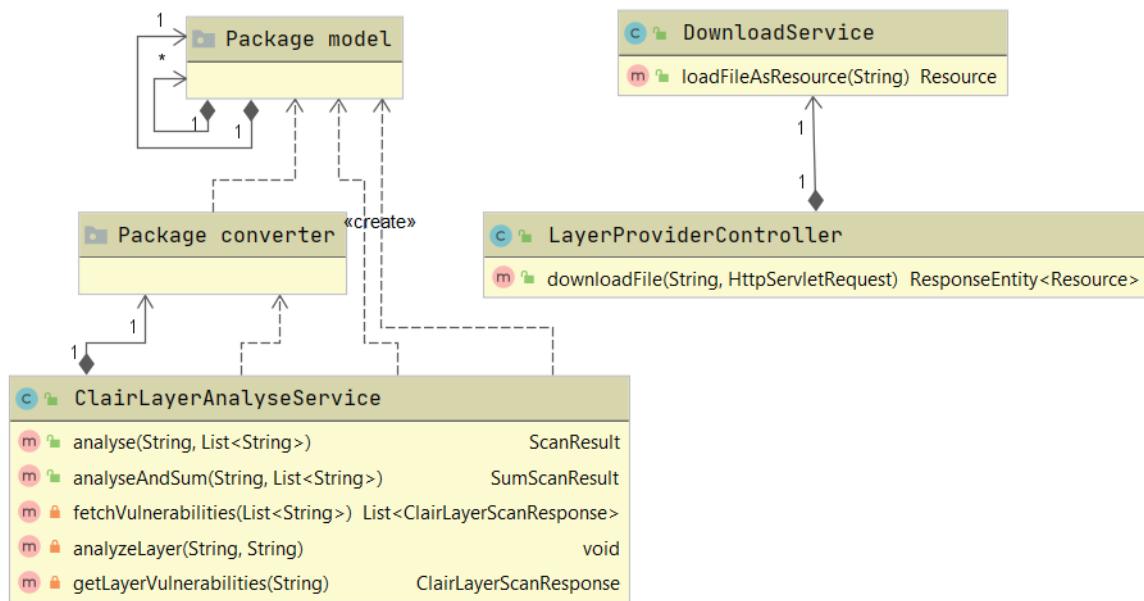 1
Package model
*
1
1
C DownloadService
m loadFileAsResource(String) Resource
1
1
«create»
Package converter
C LayerProviderController
m downloadFile(String, HttpServletRequest) ResponseEntity<Resource>
1
1
C ClairLayerAnalyseService
m analyse(String, List<String>) ScanResult
m analyseAndSum(String, List<String>) SumScanResult
m fetchVulnerabilities(List<String>) List<ClairLayerScanResponse>
m analyzeLayer(String, String) void
m getLayerVulnerabilities(String) ClairLayerScanResponse